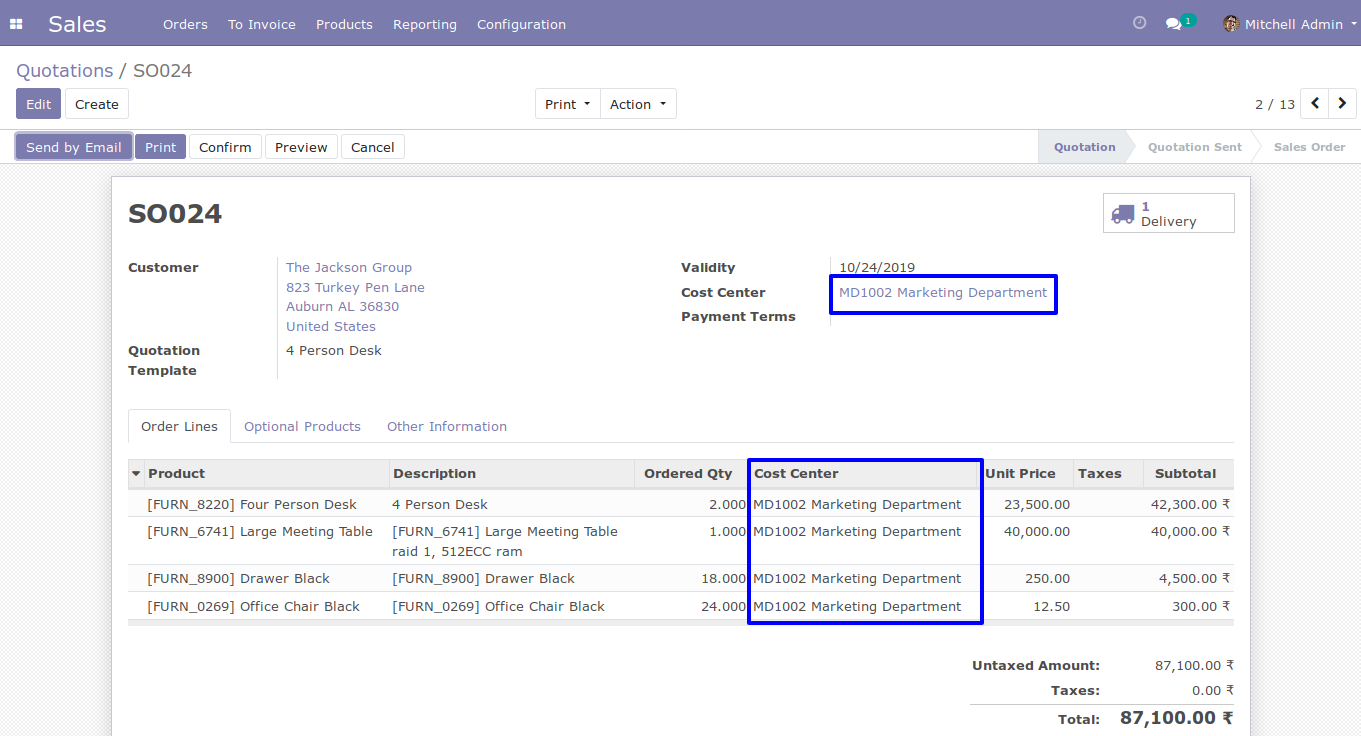 Sales Orders To Invoice Products Reporting Configuration 1 Mitchell Admin
Quotations / SO024
Edit Create Print Action 2 / 13
Send by Email Print Confirm Preview Cancel Quotation Quotation Sent Sales Order
SO024
1
Delivery
Customer The Jackson Group
823 Turkey Pen Lane
Auburn AL 36830
United States
Quotation Template 4 Person Desk
Validity 10/24/2019
Cost Center MD1002 Marketing Department
Payment Terms
Order Lines Optional Products Other Information
Product Description Ordered Qty Cost Center Unit Price Taxes Subtotal
[FURN_8220] Four Person Desk 4 Person Desk 2.000 MD1002 Marketing Department 23,500.00 42,300.00 ₹
[FURN_6741] Large Meeting Table [FURN_6741] Large Meeting Table 1.000 MD1002 Marketing Department 40,000.00 40,000.00 ₹
raid 1, 512ECC ram
[FURN_8900] Drawer Black [FURN_8900] Drawer Black 18.000 MD1002 Marketing Department 250.00 4,500.00 ₹
[FURN_0269] Office Chair Black [FURN_0269] Office Chair Black 24.000 MD1002 Marketing Department 12.50 300.00 ₹
Untaxed Amount: 87,100.00 ₹
Taxes: 0.00 ₹
Total: 87,100.00 ₹